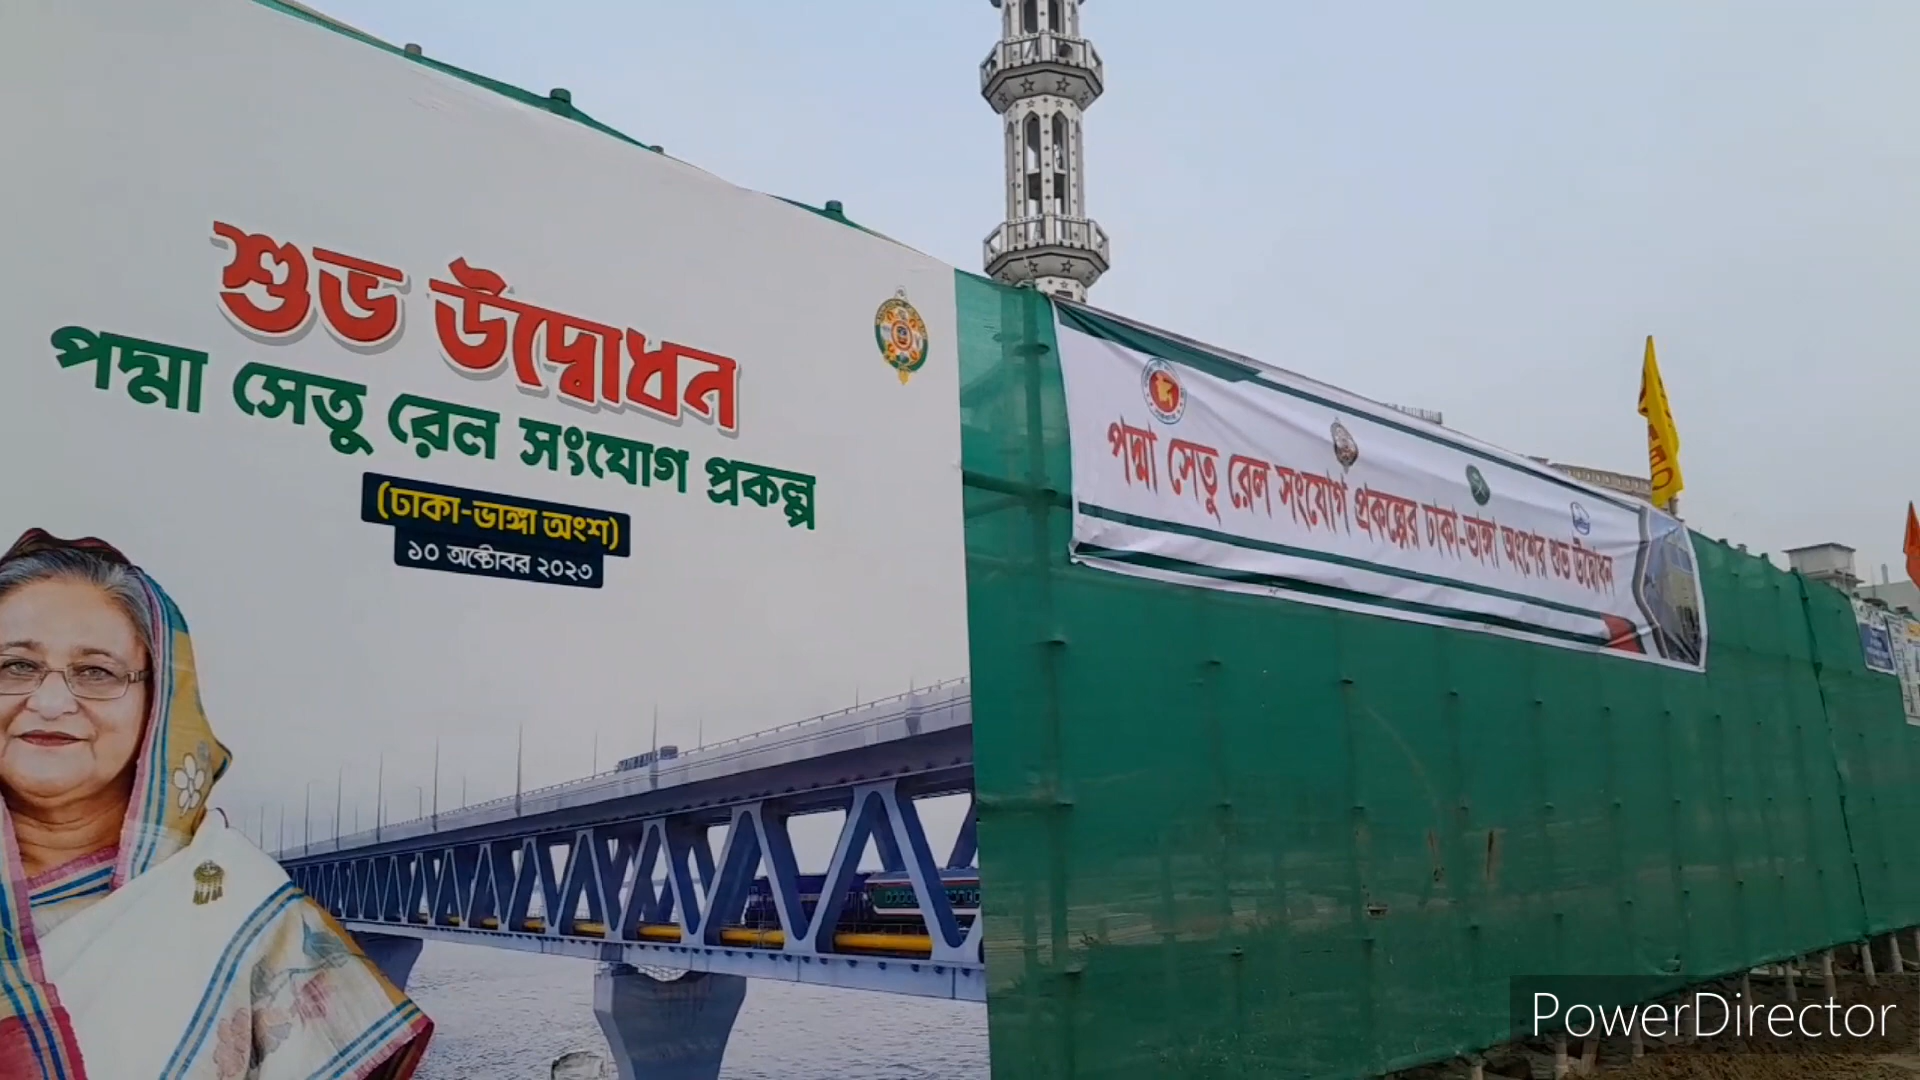 শুভ উদ্বোধন
পদ্মা সেতু রেল সংযোগ প্রকল্প
(ঢাকা-ভাঙ্গা অংশ)
১০ অক্টোবর ২০২৩
পদ্মা সেতু রেল সংযোগ প্রকল্পের ঢাকা-ভাঙ্গা অংশের শুভ উদ্বোধন
PowerDirector